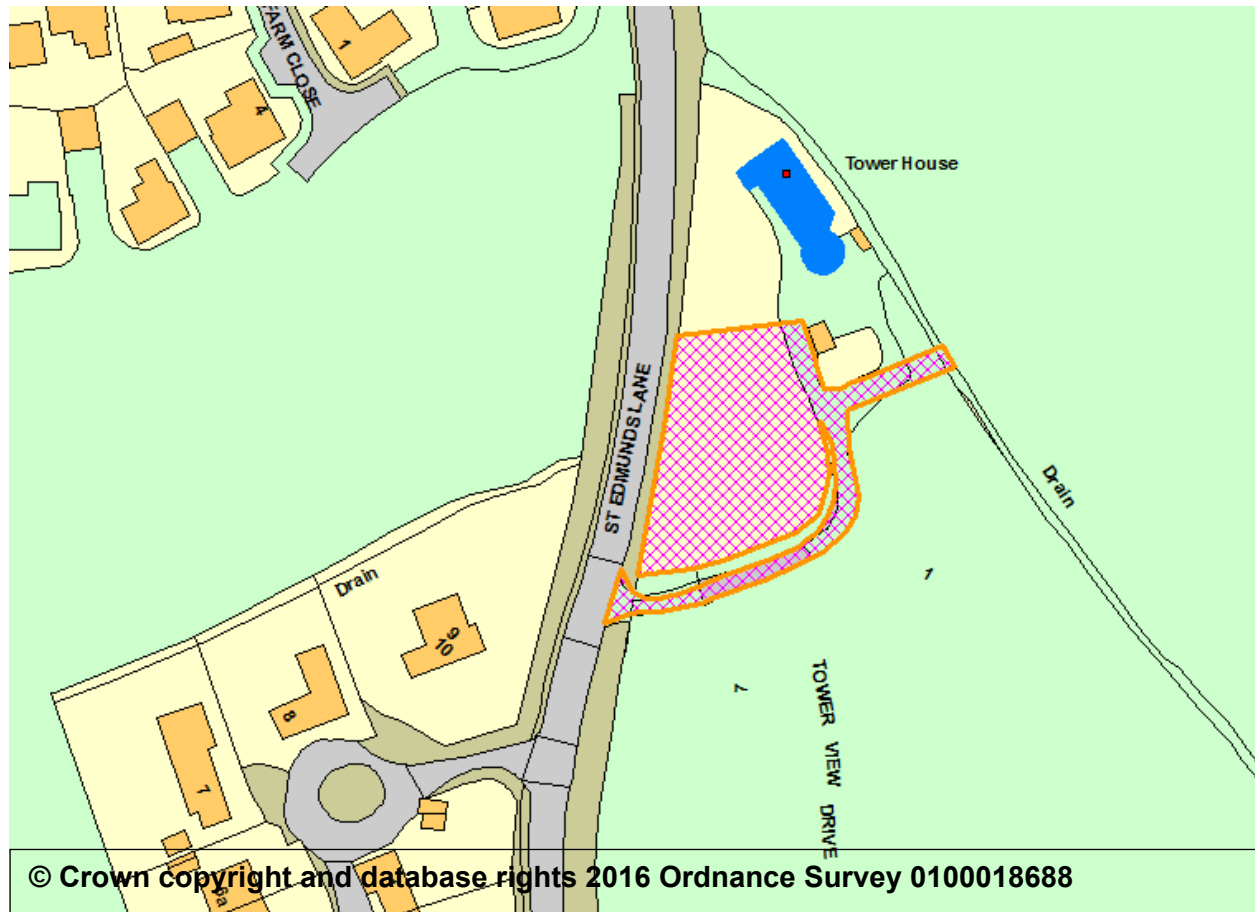 FARM CLOSE
1
4
Tower House
ST EDMUNDS LANE
Drain
Drain
1
9
10
8
7
7
TOWER VIEW DRIVE
6a
© Crown copyright and database rights 2016 Ordnance Survey 0100018688